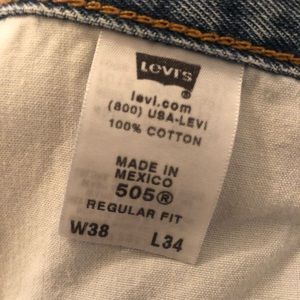 LEVI'S
®
levi.com
(800) USA-LEVI
100% COTTON
MADE IN
MEXICO
505®
REGULAR FIT
W38 L34